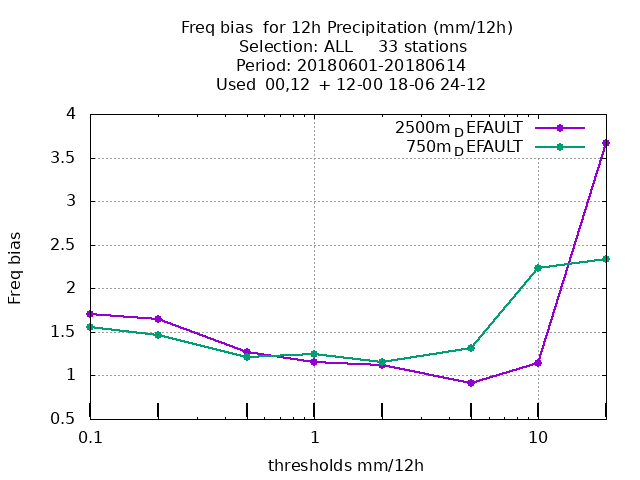 Freq bias  for 12h Precipitation (mm/12h)
Selection: ALL     33 stations
Period: 20180601-20180614
Used  00,12  + 12-00 18-06 24-12
2500m_DEFAULT
750m_DEFAULT
4
3.5
3
2.5
2
1.5
1
0.5
Freq bias
0.1 1 10
thresholds mm/12h